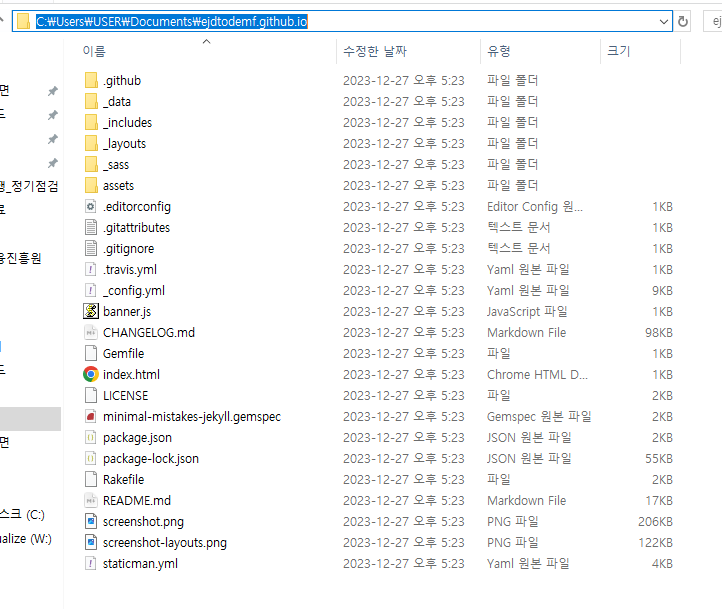 C:₩Users₩USER₩Documents₩ejdtodemf.github.io ej
이름 수정한 날짜 유형 크기
면 .github 2023-12-27 오후 5:23 파일 폴더
드 _data 2023-12-27 오후 5:23 파일 폴더
_includes 2023-12-27 오후 5:23 파일 폴더
_layouts 2023-12-27 오후 5:23 파일 폴더
_sass 2023-12-27 오후 5:23 파일 폴더
_정기점검 assets 2023-12-27 오후 5:23 파일 폴더
료 .editorconfig 2023-12-27 오후 5:23 Editor Config 원... 1KB
.gitattributes 2023-12-27 오후 5:23 텍스트 문서 1KB
융진흥원 .gitignore 2023-12-27 오후 5:23 텍스트 문서 1KB
.travis.yml 2023-12-27 오후 5:23 Yaml 원본 파일 1KB
_config.yml 2023-12-27 오후 5:23 Yaml 원본 파일 9KB
banner.js 2023-12-27 오후 5:23 JavaScript 파일 1KB
CHANGELOG.md 2023-12-27 오후 5:23 Markdown File 98KB
드 Gemfile 2023-12-27 오후 5:23 파일 1KB
index.html 2023-12-27 오후 5:23 Chrome HTML D... 1KB
LICENSE 2023-12-27 오후 5:23 파일 2KB
minimal-mistakes-jekyll.gemspec 2023-12-27 오후 5:23 Gemspec 원본 파일 2KB
면 package.json 2023-12-27 오후 5:23 JSON 원본 파일 2KB
package-lock.json 2023-12-27 오후 5:23 JSON 원본 파일 55KB
Rakefile 2023-12-27 오후 5:23 파일 2KB
README.md 2023-12-27 오후 5:23 Markdown File 17KB
스크 (C:) screenshot.png 2023-12-27 오후 5:23 PNG 파일 206KB
ualize (W:) screenshot-layouts.png 2023-12-27 오후 5:23 PNG 파일 122KB
staticman.yml 2023-12-27 오후 5:23 Yaml 원본 파일 4KB